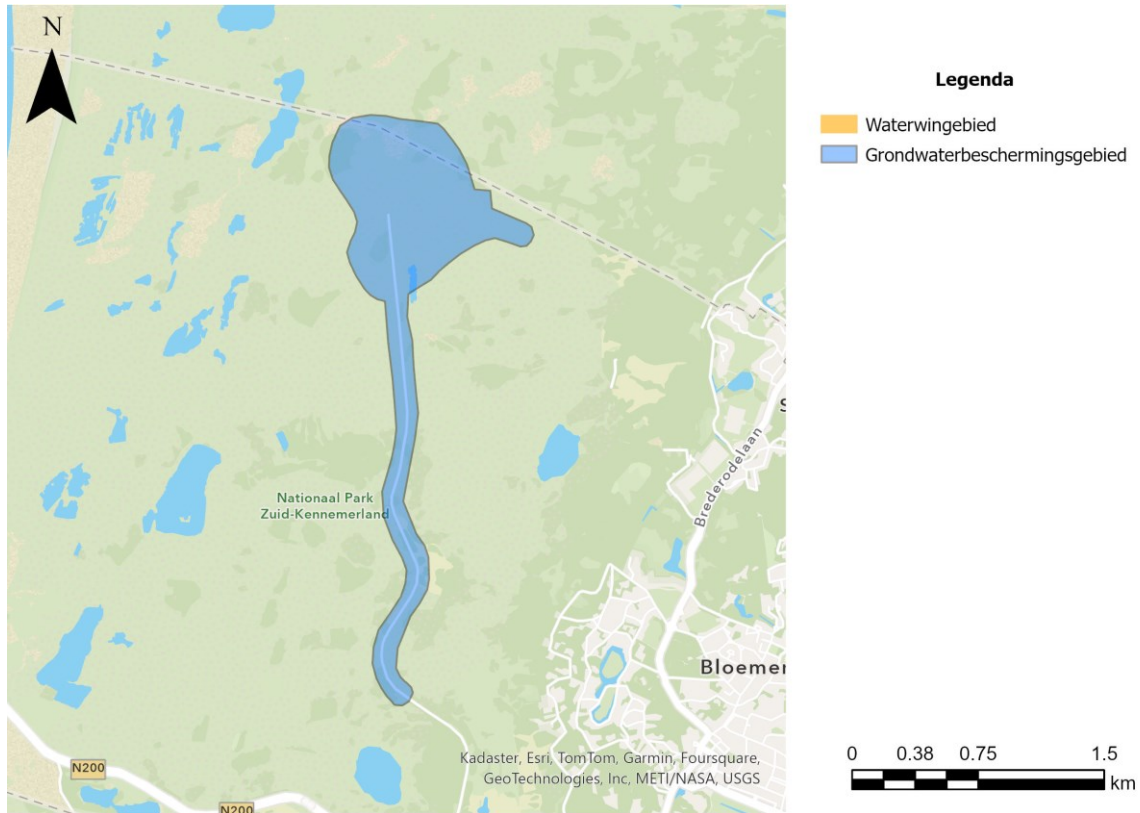 N
Nationaal Park
Zuid-Kennemerland
Brederodelaan
S
Bloemen
N200
N200
Kadaster, Esri, TomTom, Garmin, Foursquare,
GeoTechnologies, Inc, METI/NASA, USGS
Legenda
Waterwingebied
Grondwaterbeschermingsgebied
0 0.38 0.75 1.5
km